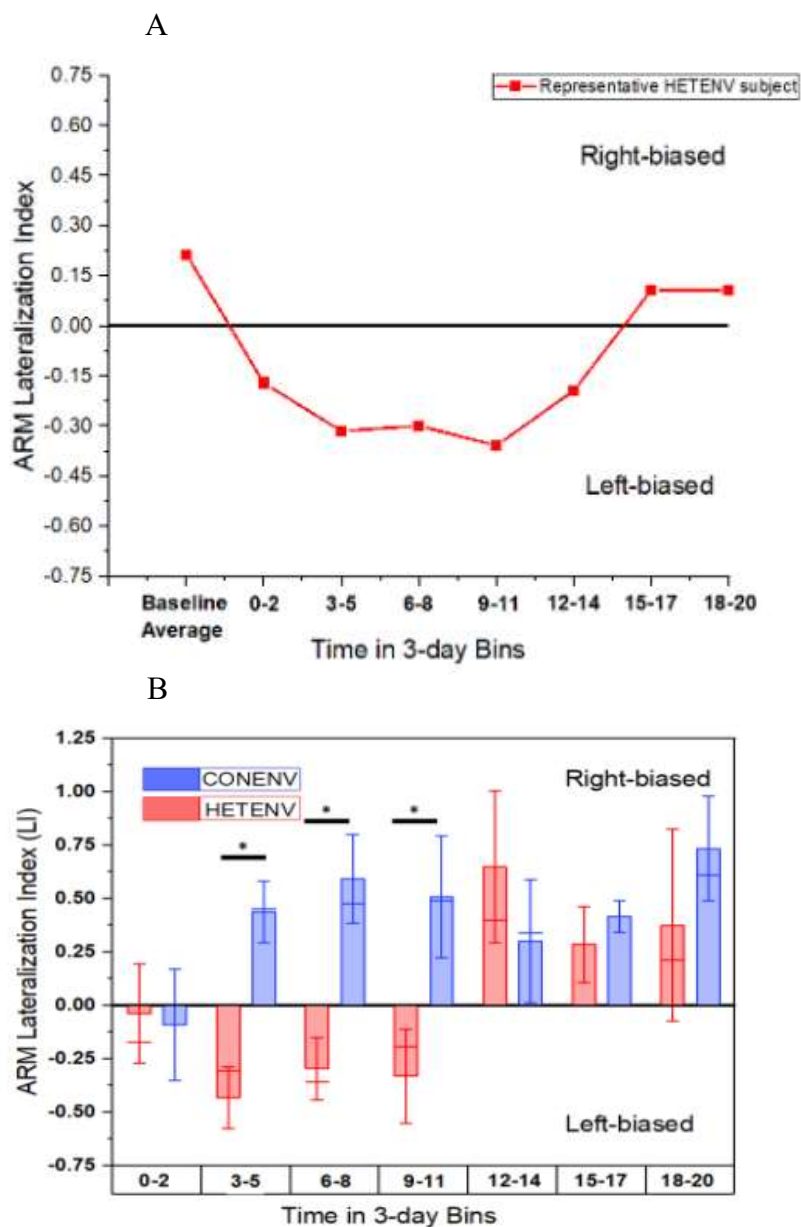 A
0.75
0.60
0.45
0.30
0.15
0.00
-0.15
-0.30
-0.45
-0.60
-0.75
ARM Lateralization Index
Representative HETENV subject
Right-biased
Left-biased
Baseline Average 0-2 3-5 6-8 9-11 12-14 15-17 18-20
Time in 3-day Bins
B
1.25
1.00
0.75
0.50
0.25
0.00
-0.25
-0.50
-0.75
ARM Lateralization Index (LI)
CONENV
HETENV
* * *
Right-biased
Left-biased
0-2 3-5 6-8 9-11 12-14 15-17 18-20
Time in 3-day Bins